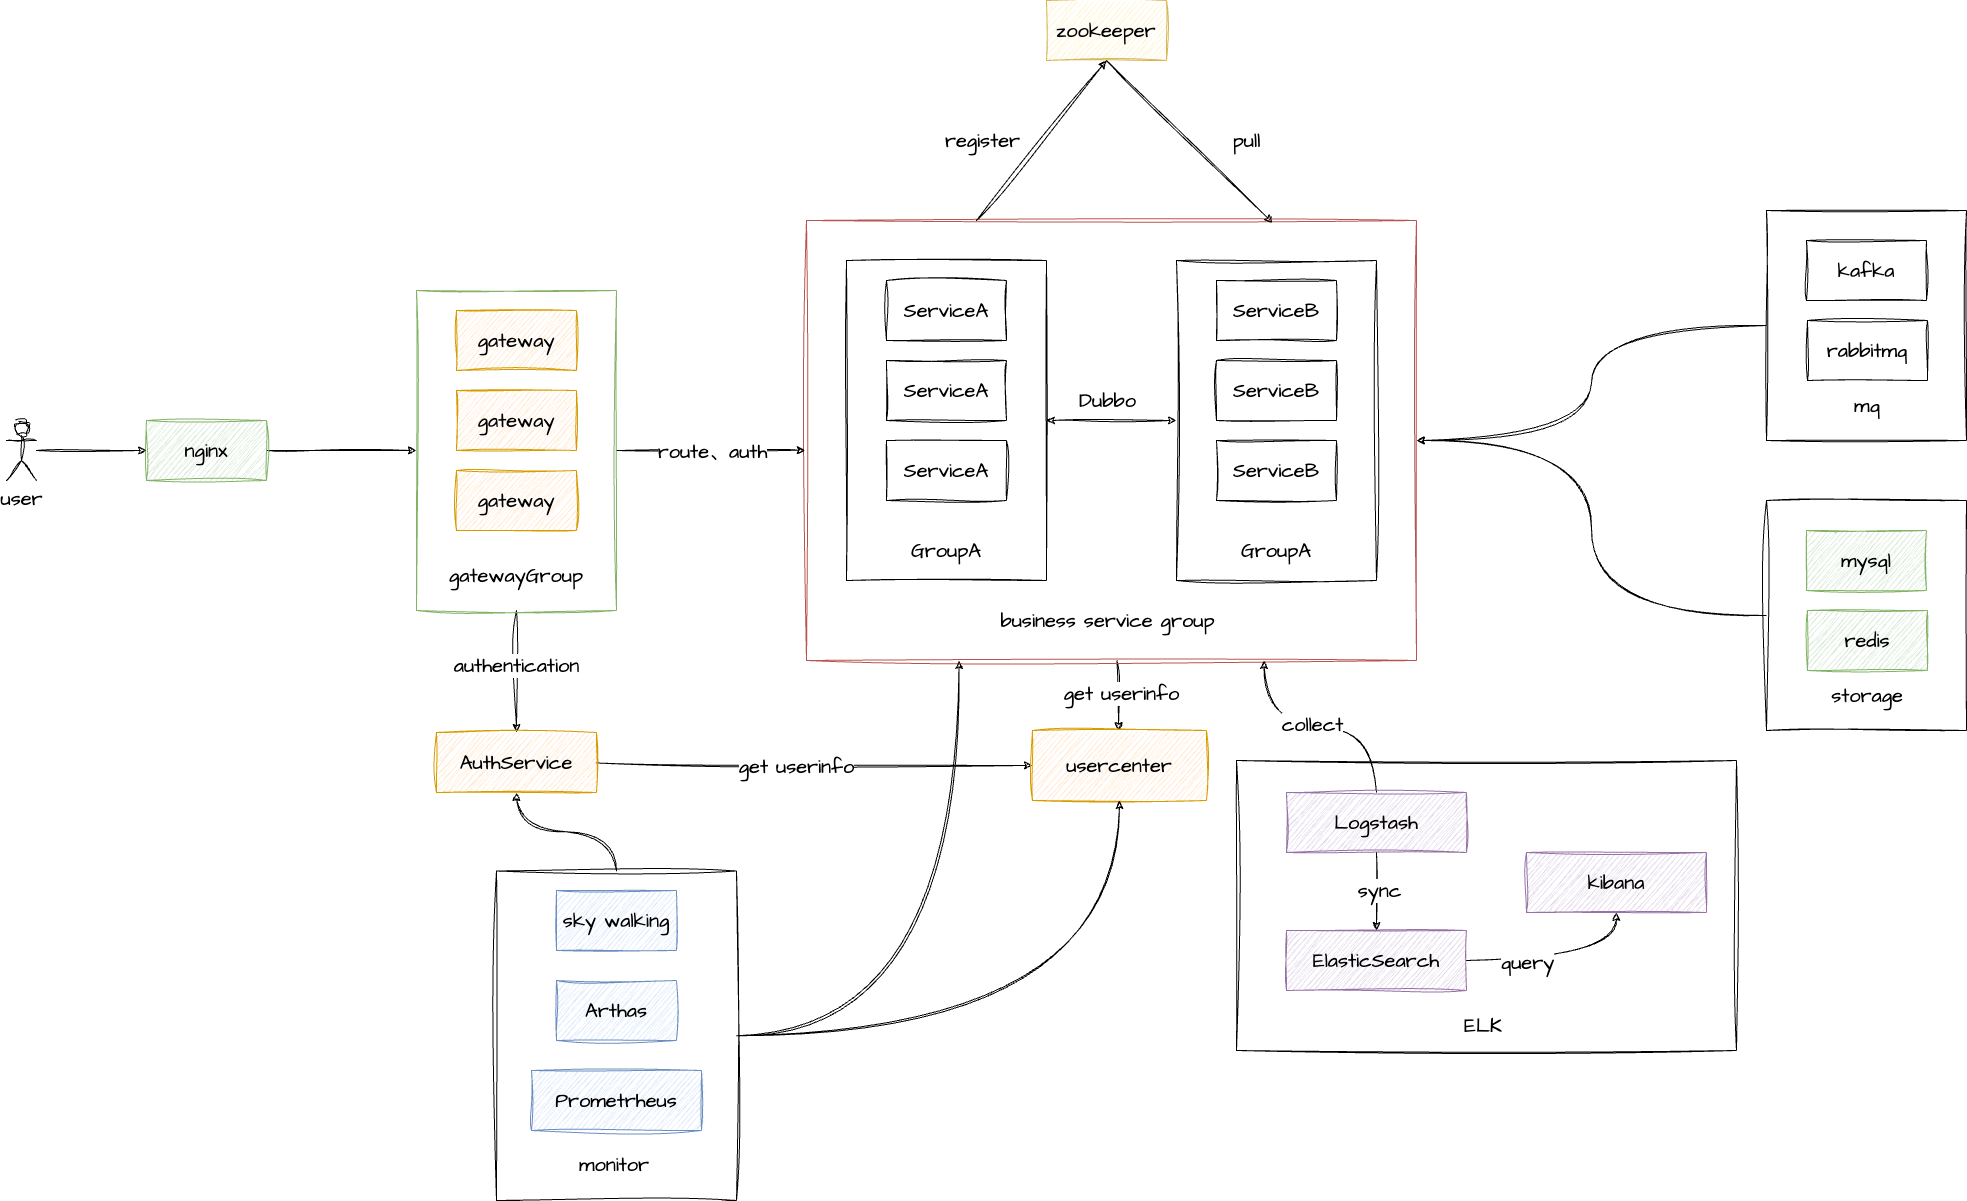 zookeeper
register
pull
user
nginx
gateway
gateway
gateway
gatewayGroup
route、auth
ServiceA
ServiceA
ServiceA
GroupA
Dubbo
ServiceB
ServiceB
ServiceB
GroupA
business service group
kafka
rabbitmq
mq
mysql
redis
storage
authentication
AuthService
get userinfo
get userinfo
usercenter
collect
Logstash
sync
ElasticSearch
query
kibana
ELK
sky walking
Arthas
Prometrheus
monitor